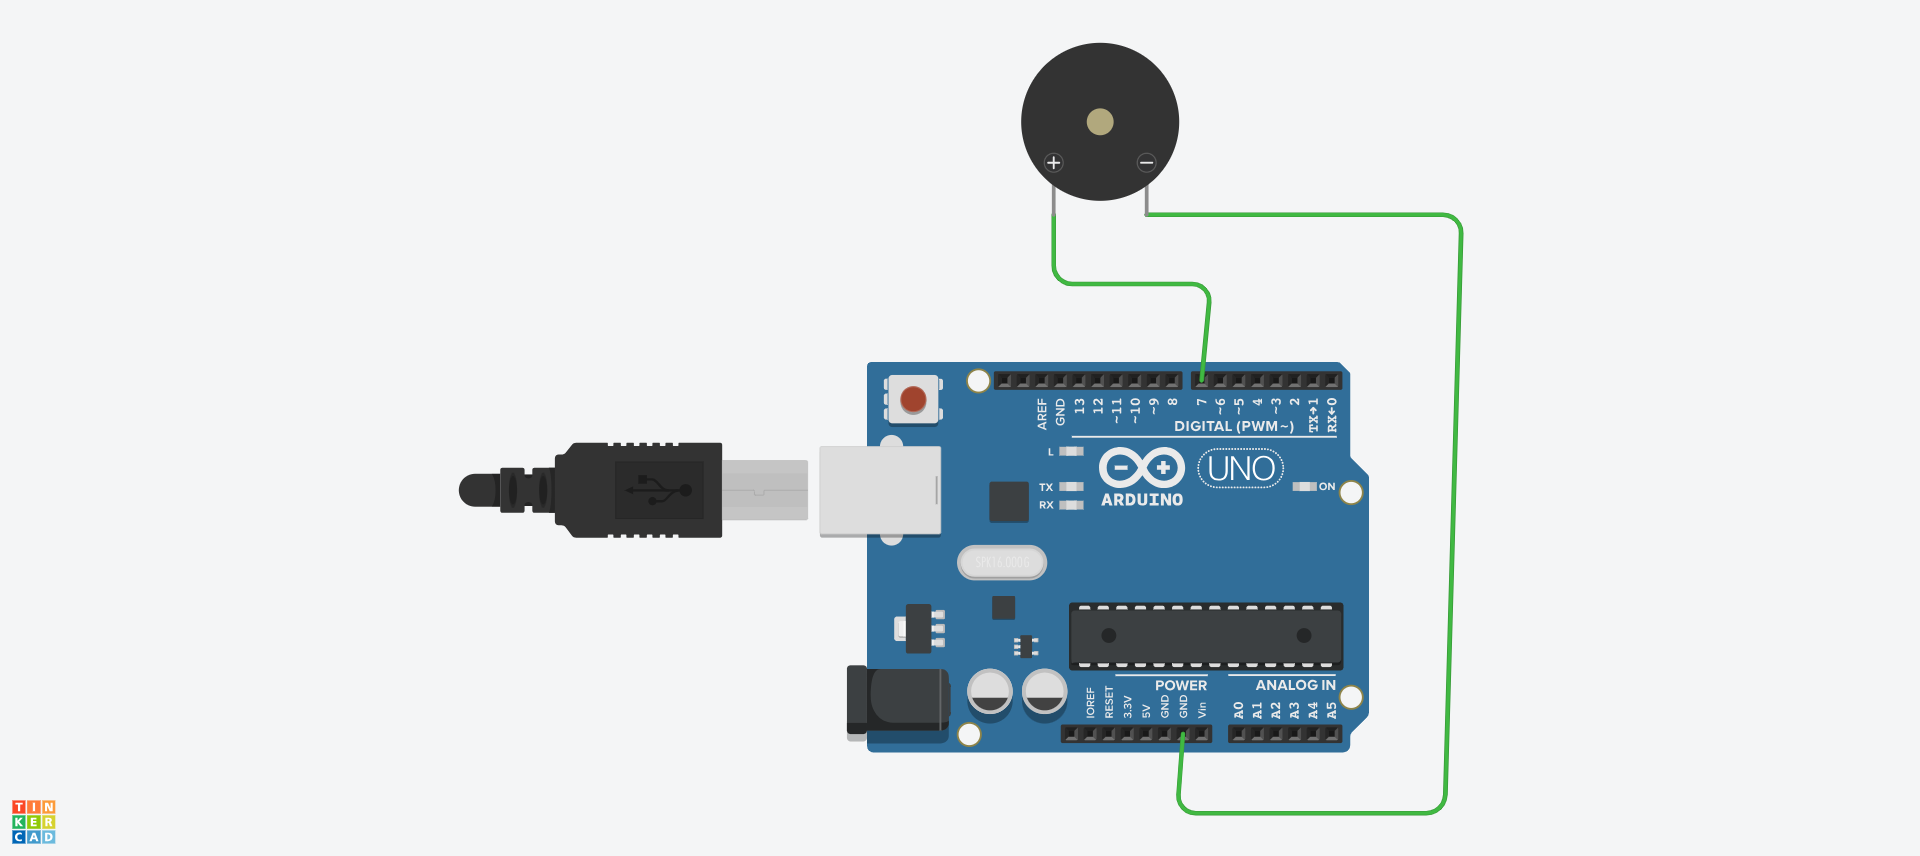 AREF
GND
13
12
~11
~10
~9
8
7
~6
~5
4
~3
2
TX→1
RX←0
DIGITAL (PWM~)
L
TX
RX
ARDUINO
UNO
ON
SPK16.000G
POWER
ANALOG IN
IOREF
RESET
3.3V
5V
GND
GND
Vin
A0
A1
A2
A3
A4
A5
TIN
KER
CAD